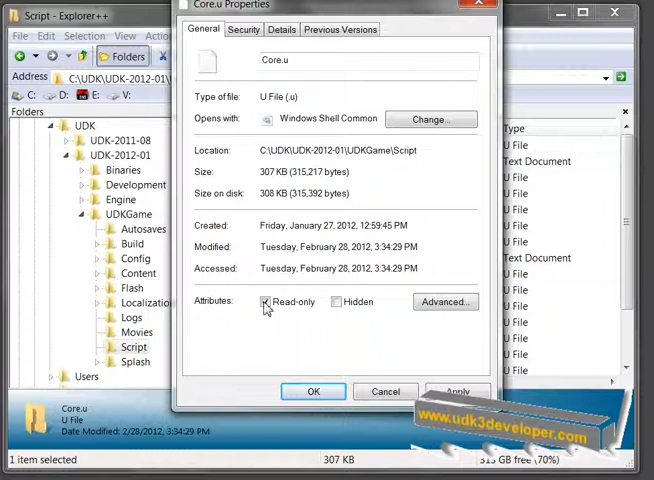 Script - Explorer++
Core.u Properties
File Edit Selection
General Security Details Previous Versions
Folders
Address C:\UDK\UDK-2012-01\
C: D: E: V:
Folders
UDK
UDK-2011-08
UDK-2012-01
Binaries
Development
Engine
UDKGame
Autosaves
Build
Config
Content
Flash
Localization
Logs
Movies
Script
Splash
Users
Core.u
Type of file: U File (.u)
Opens with: Windows Shell Common Change...
Location: C:\UDK\UDK-2012-01\UDKGame\Script
Size: 307 KB (315,217 bytes)
Size on disk: 308 KB (315,392 bytes)
Created: Friday, January 27, 2012, 12:59:45 PM
Modified: Tuesday, February 28, 2012, 3:34:29 PM
Accessed: Tuesday, February 28, 2012, 3:34:29 PM
Attributes: Read-only Hidden Advanced...
OK Cancel Apply
Type
U File
Text Document
U File
U File
U File
U File
U File
Text Document
U File
U File
U File
U File
U File
U File
U File
Core.u
U File
Date Modified: 2/28/2012, 3:34:29 PM
www.udk3developer.com
1 item selected 307 KB GB free (70%)